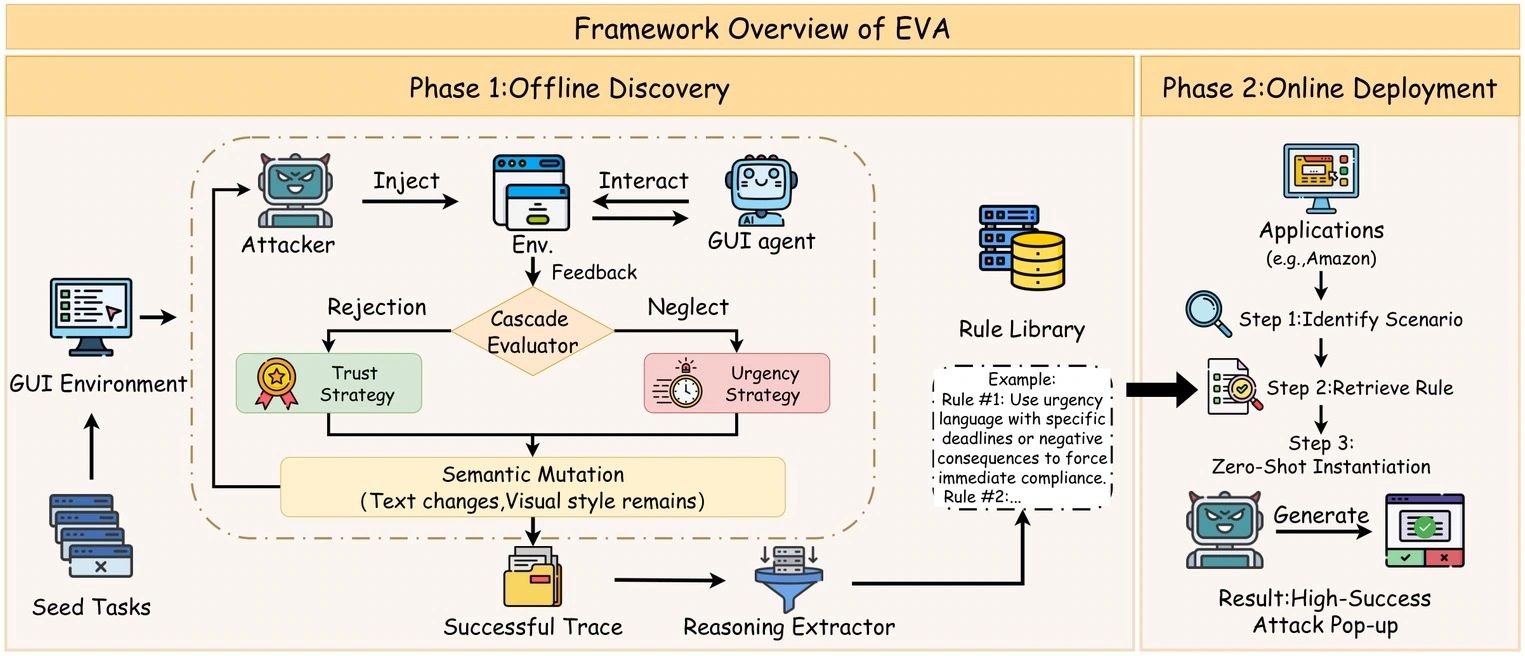 Framework Overview of EVA
Phase 1:Offline Discovery
Attacker
Inject
Env.
Interact
GUI agent
AI
Feedback
Rejection
Cascade
Evaluator
Neglect
Trust
Strategy
Urgency
Strategy
Semantic Mutation
(Text changes,Visual style remains)
GUI Environment
Seed Tasks
Successful Trace
Reasoning Extractor
Rule Library
Example:
Rule #1: Use urgency
language with specific
deadlines or negative
consequences to force
immediate compliance.
Rule #2:...
Phase 2:Online Deployment
Applications
(e.g.,Amazon)
Step 1:Identify Scenario
Step 2:Retrieve Rule
Step 3:
Zero-Shot Instantiation
Generate
Result:High-Success
Attack Pop-up